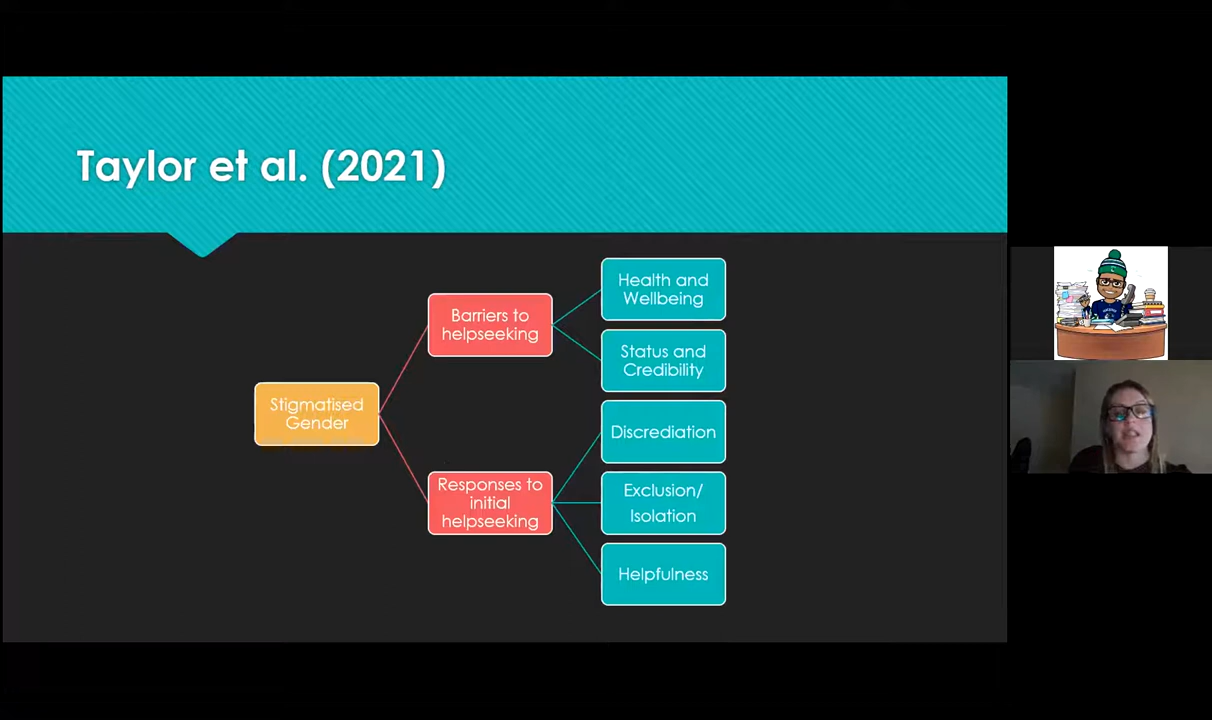 Taylor et al. (2021)
Stigmatised
Gender
Barriers to
helpseeking
Health and
Wellbeing
Status and
Credibility
Responses to
initial
helpseeking
Discrediation
Exclusion/
Isolation
Helpfulness